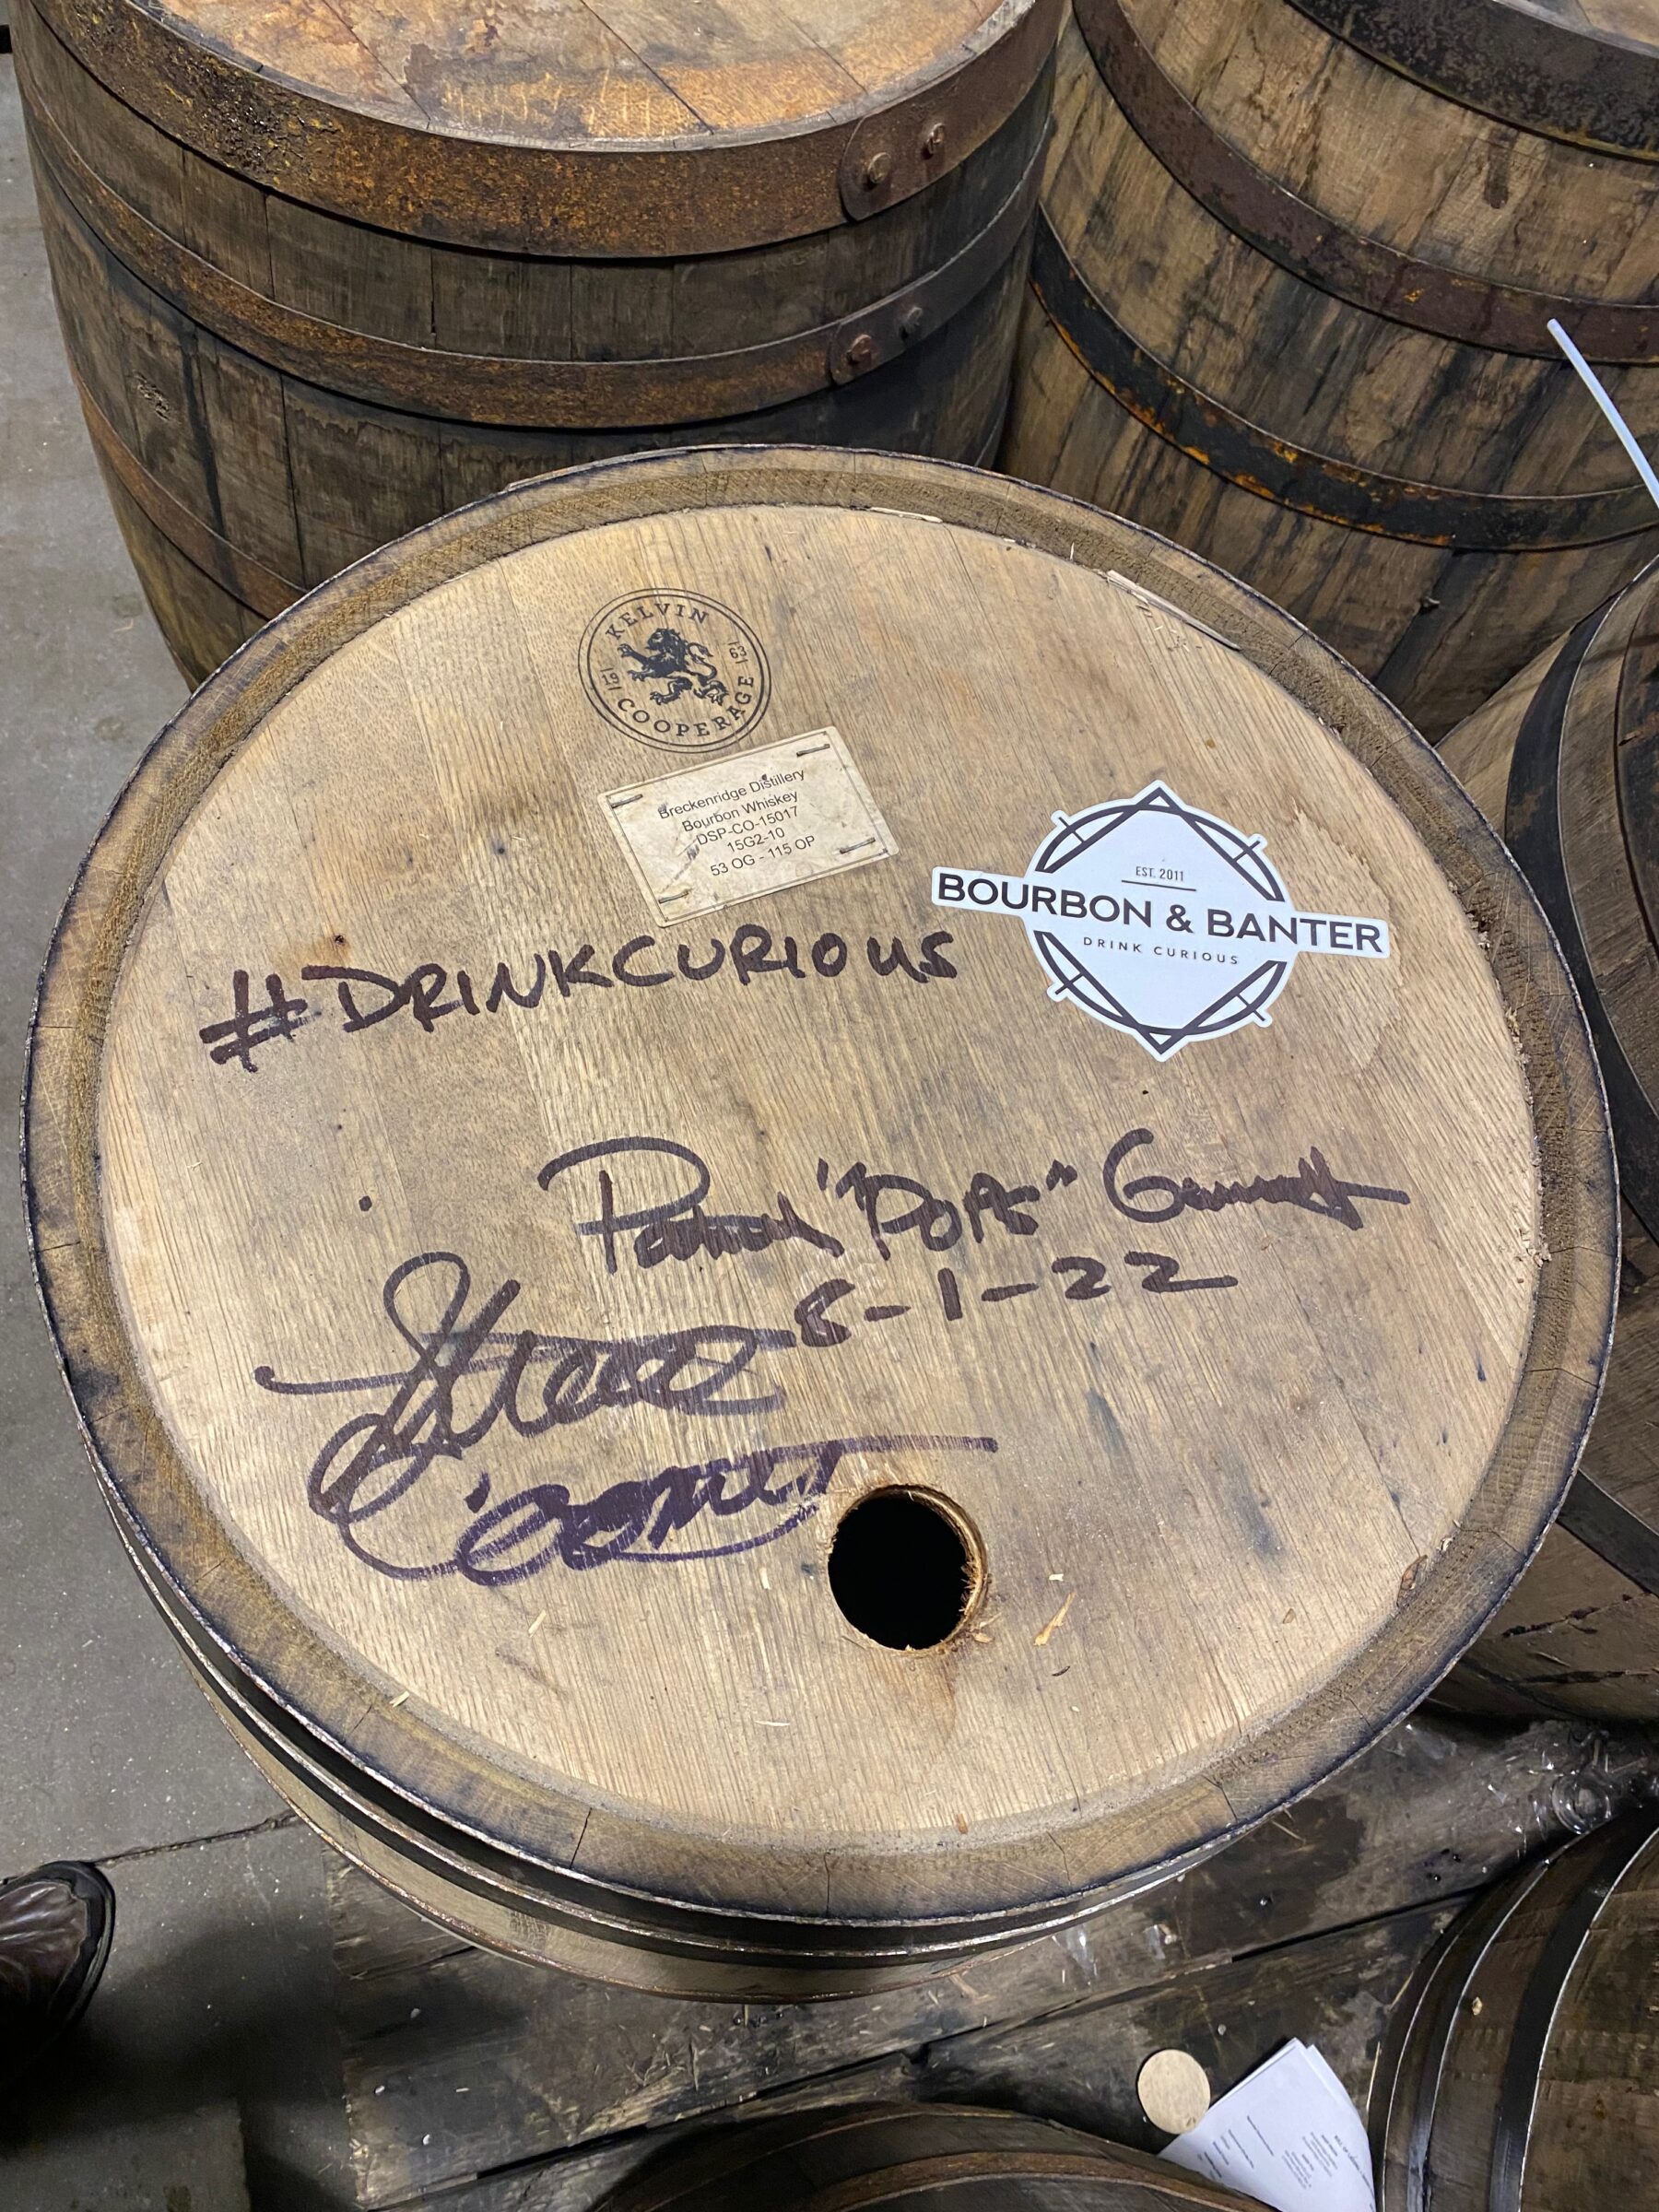 KELVIN
19 63
COOPERAGE
Breckenridge Distillery
Bourbon Whiskey
DSP-CO-15017
15G2-10
53 OG - 115 OP
EST. 2011
BOURBON & BANTER
DRINK CURIOUS
#DRINKCURIOUS
Patrick "POPS" G
8-1-22